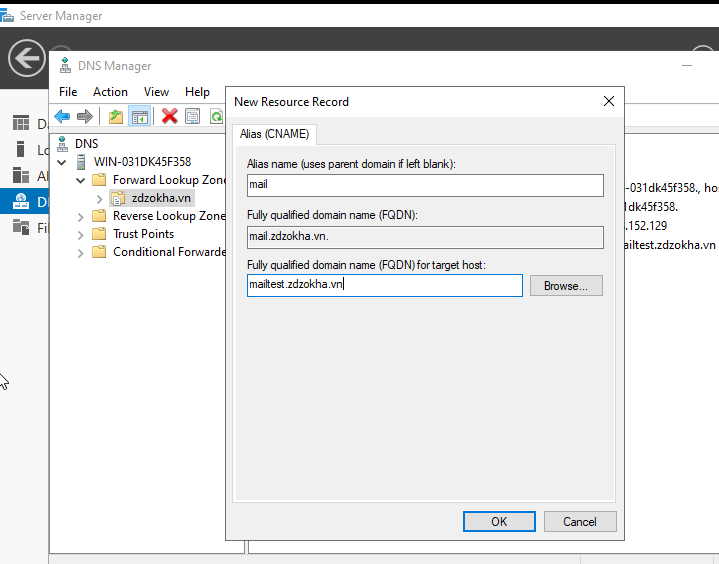 Server Manager
DNS Manager
File Action View Help
DNS
WIN-031DK45F358
Forward Lookup Zone
zdzokha.vn
Reverse Lookup Zone
Trust Points
Conditional Forwarde
New Resource Record
Alias (CNAME)
Alias name (uses parent domain if left blank):
mail
Fully qualified domain name (FQDN):
mail.zdzokha.vn.
Fully qualified domain name (FQDN) for target host:
mailtest.zdzokha.vn
Browse...
OK
Cancel
-031dk45f358., ho
1dk45f358.
.152.129
ailtest.zdzokha.vn